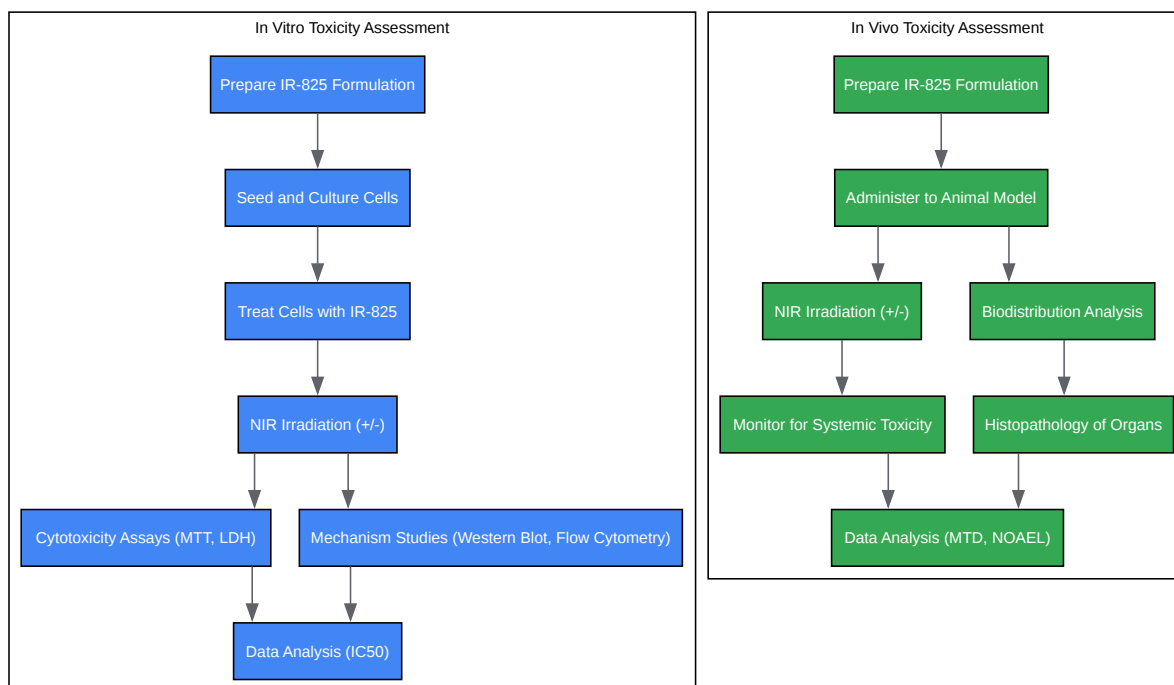 In Vitro Toxicity Assessment
Prepare IR-825 Formulation
Seed and Culture Cells
Treat Cells with IR-825
NIR Irradiation (+/-)
Cytotoxicity Assays (MTT, LDH)
Mechanism Studies (Western Blot, Flow Cytometry)
Data Analysis (IC50)
In Vivo Toxicity Assessment
Prepare IR-825 Formulation
Administer to Animal Model
NIR Irradiation (+/-)
Biodistribution Analysis
Monitor for Systemic Toxicity
Histopathology of Organs
Data Analysis (MTD, NOAEL)